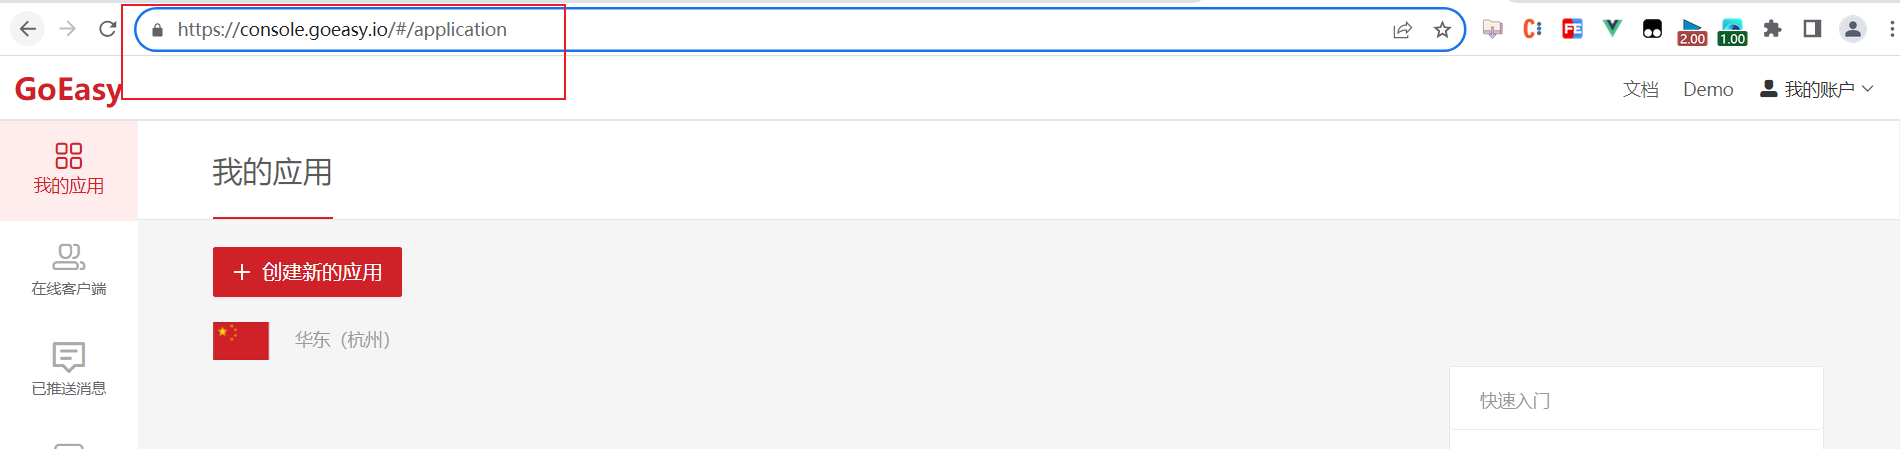 https://console.goeasy.io/#/application
2.00
1.00
GoEasy
文档
Demo
我的账户
我的应用
我的应用
创建新的应用
在线客户端
华东（杭州）
已推送消息
快速入门